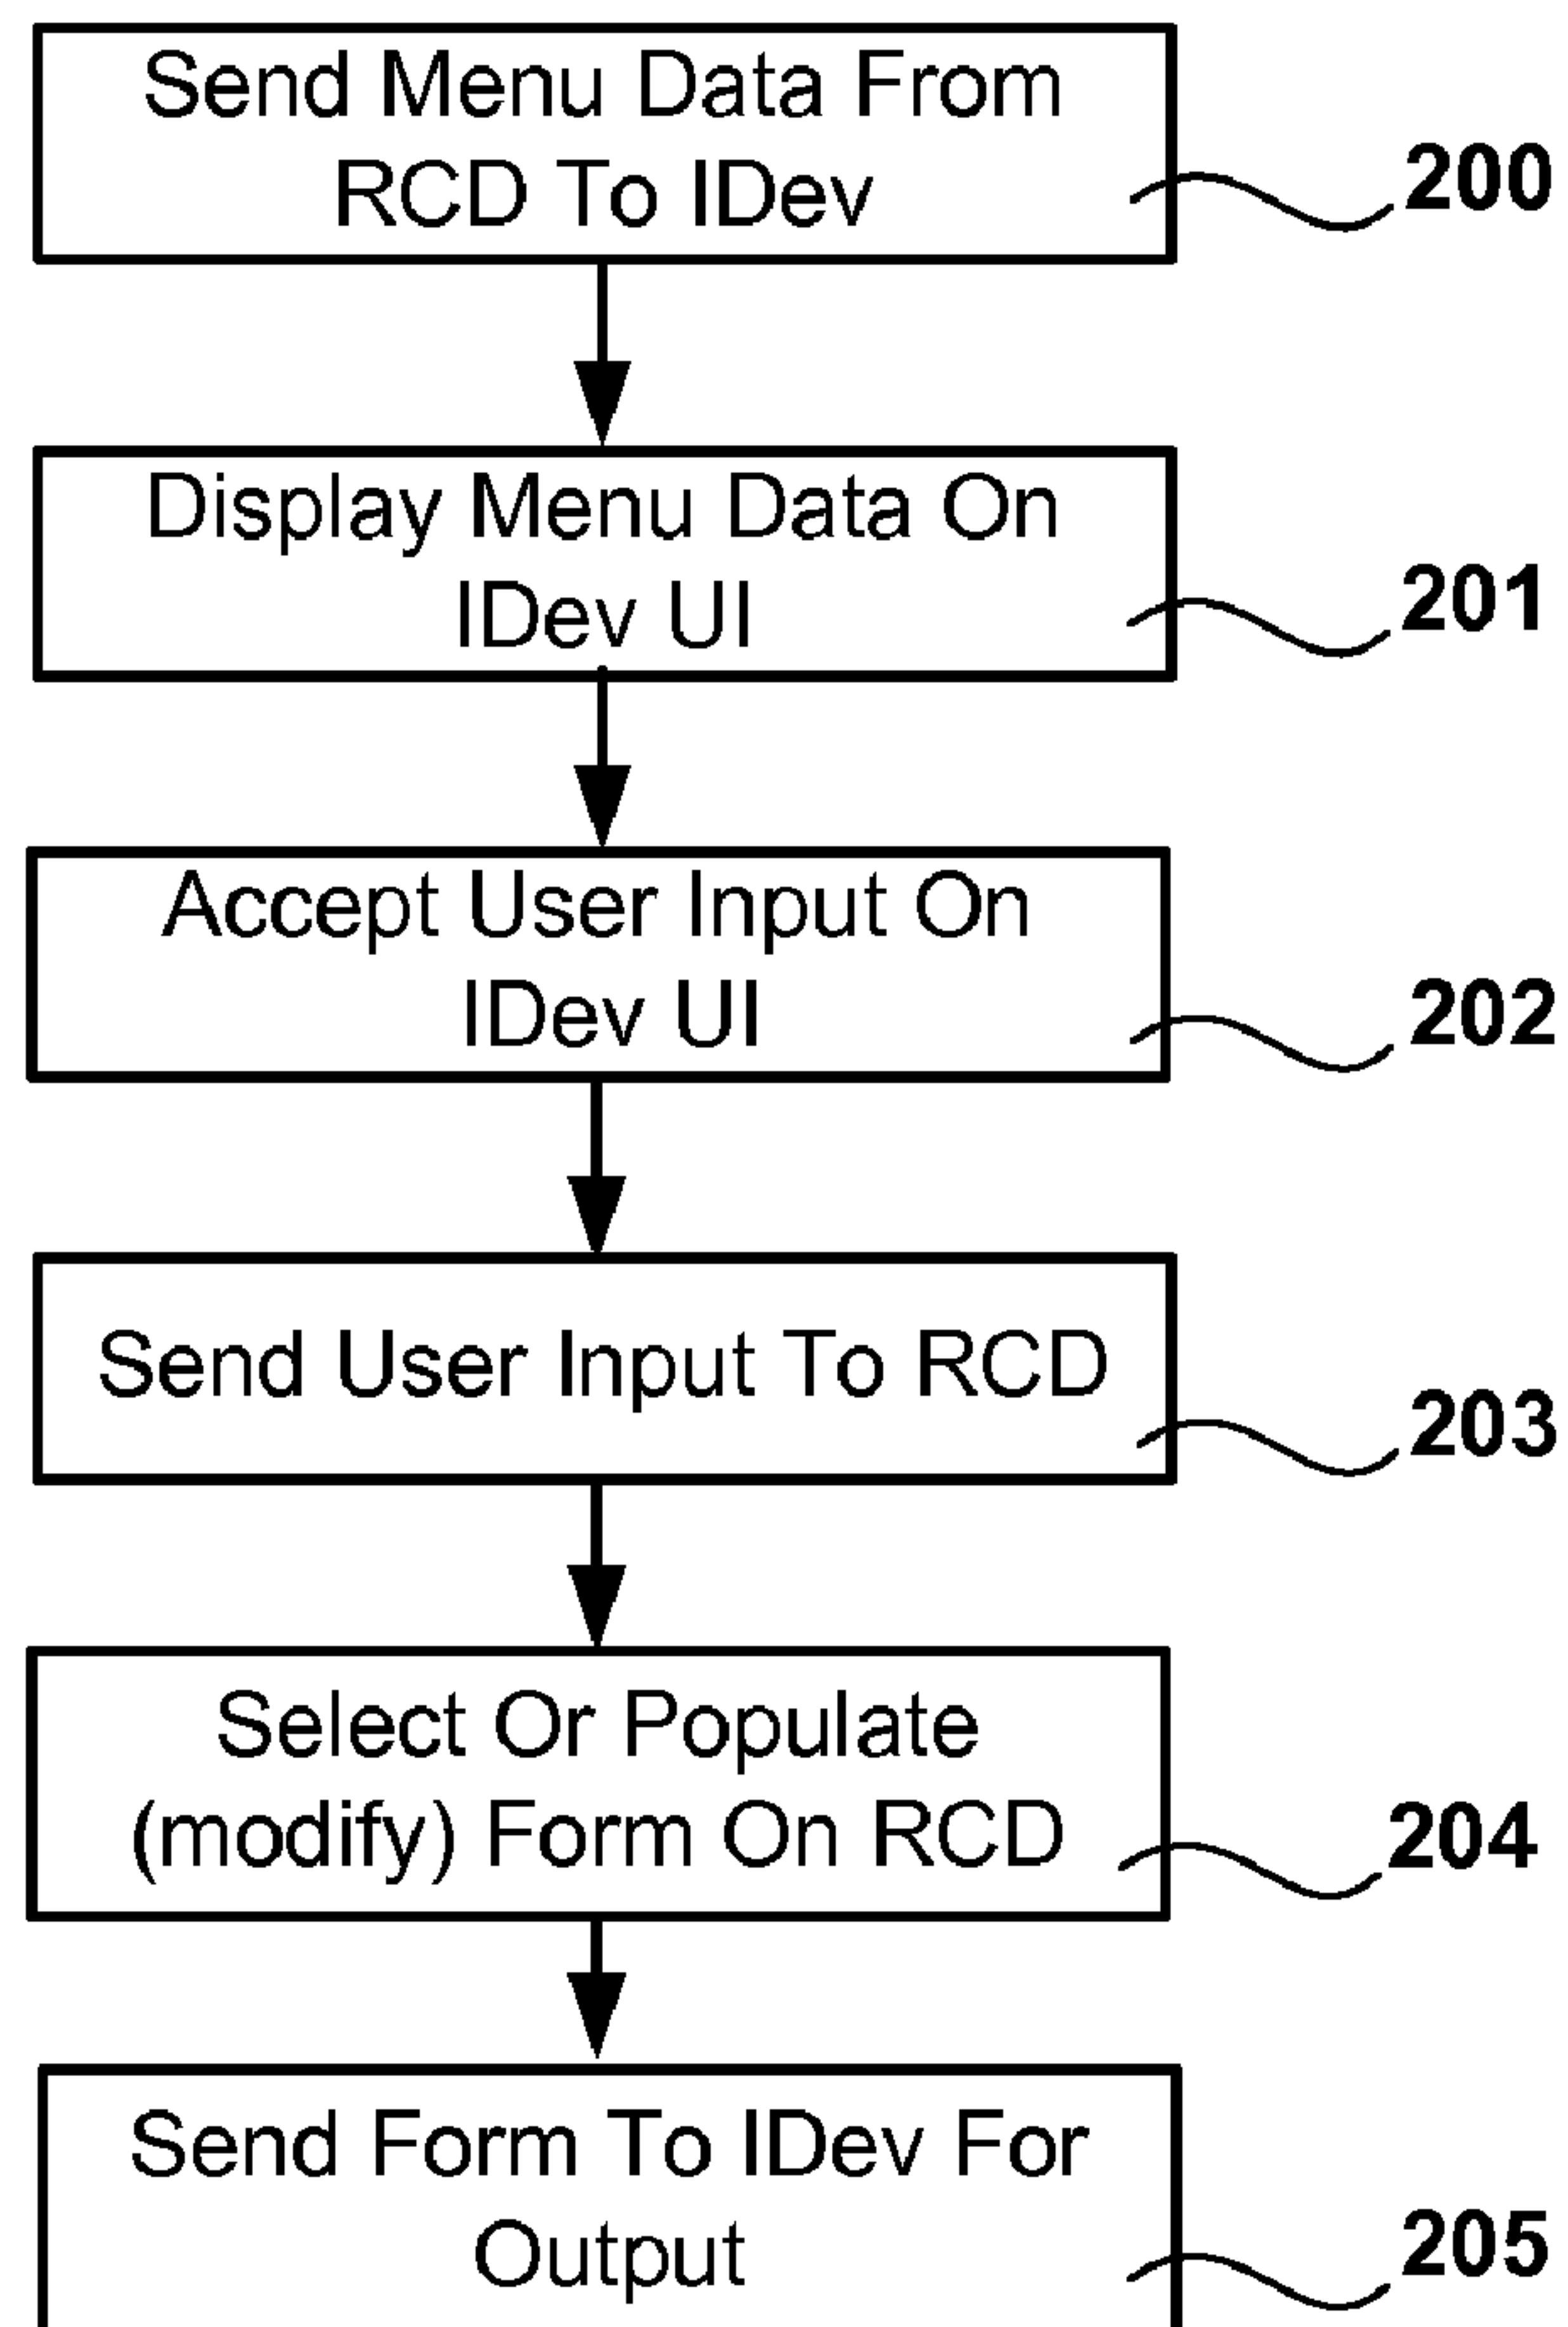 Send Menu Data From
RCD To IDev
200
Display Menu Data On
IDev UI
201
Accept User Input On
IDev UI
202
Send User Input To RCD
203
Select Or Populate
(modify) Form On RCD
204
Send Form To IDev For
Output
205